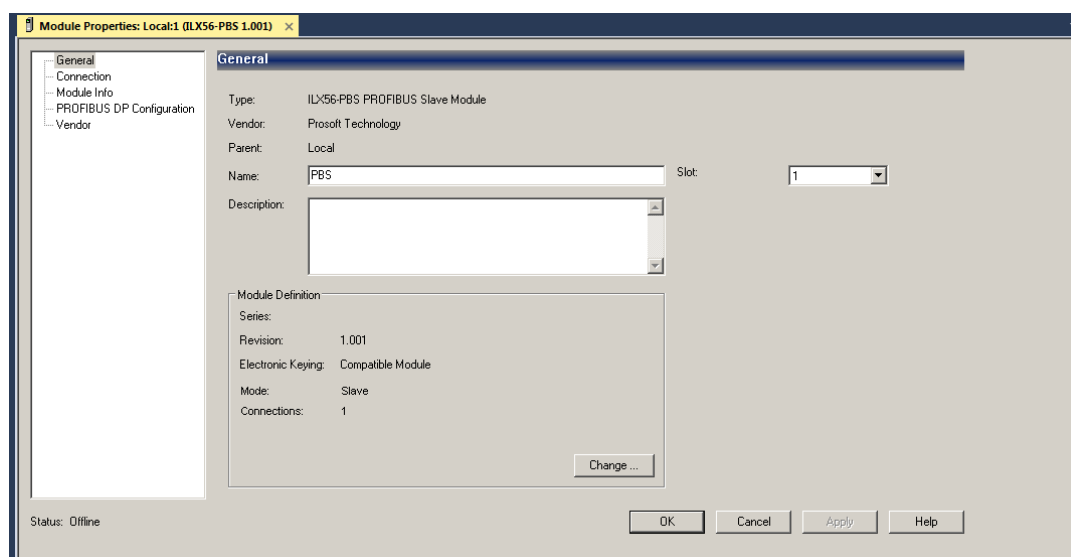 Module Properties: Local:1 (ILX56-PBS 1.001) ×
General
Connection
Module Info
PROFIBUS DP Configuration
Vendor
General
Type: ILX56-PBS PROFIBUS Slave Module
Vendor: Prosoft Technology
Parent: Local
Name: PBS Slot: 1
Description:
Module Definition
Series:
Revision: 1.001
Electronic Keying: Compatible Module
Mode: Slave
Connections: 1
Change ...
Status: Offline OK Cancel Apply Help